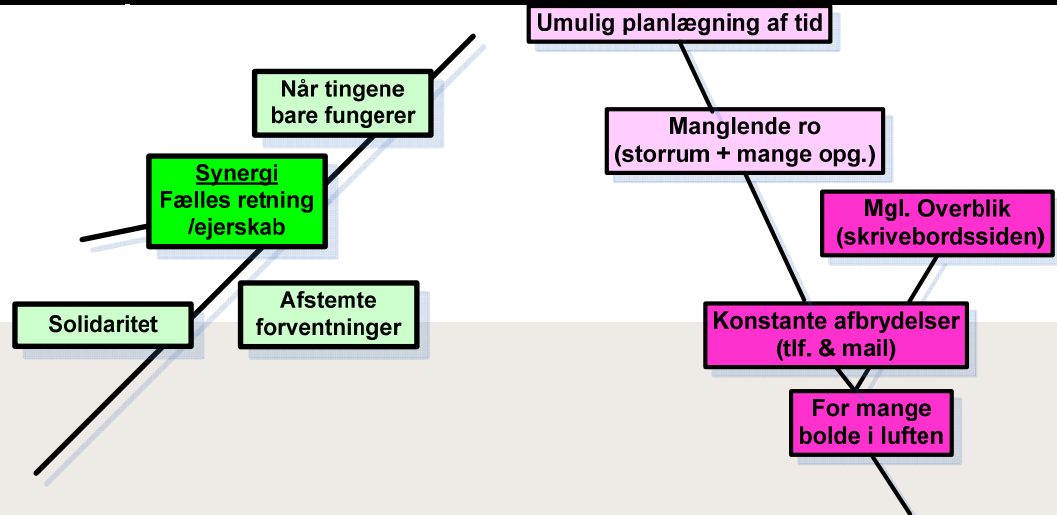 Umulig planlægning af tid
Når tingene
bare fungerer
Manglende ro
(storrum + mange opg.)
Synergi
Fælles retning
/ejerskab
Mgl. Overblik
(skrivebordssiden)
Solidaritet
Afstemte
forventninger
Konstante afbrydelser
(tlf. & mail)
For mange
bolde i luften